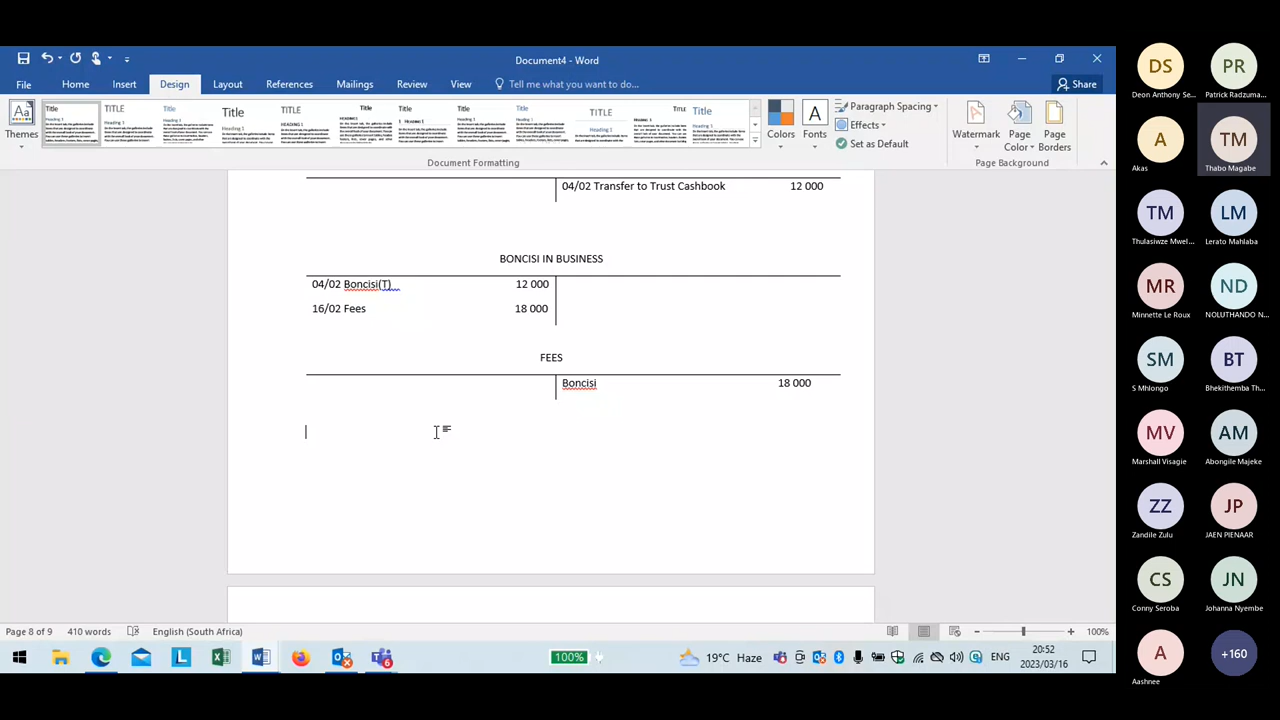 Document4 - Word
File Home Insert Design Layout References Mailings Review View Tell me what you want to do... Share
Themes
Colors
Fonts
Paragraph Spacing
Effects
Set as Default
Watermark
Page Color
Page Borders
Document Formatting
Page Background
04/02 Transfer to Trust Cashbook 12 000
BONCISI IN BUSINESS
04/02 Boncisi(T) 12 000
16/02 Fees 18 000
FEES
Boncisi 18 000
Page 8 of 9 410 words English (South Africa) 100%
100% 19°C Haze ENG 20:52
2023/03/16
DS PR
Deon Anthony Se... Patrick Radzuma...
A TM
Akas Thabo Magabe
TM LM
Thulasiwze Mwel... Lerato Mahlaba
MR ND
Minnette Le Roux NOLUTHANDO N...
SM BT
S Mhlongo Bhekithemba Th...
MV AM
Marshall Visagie Abongile Majeke
ZZ JP
Zandile Zulu JAEN PIENAAR
CS JN
Conny Seroba Johanna Nyembe
A +160
Aashnee